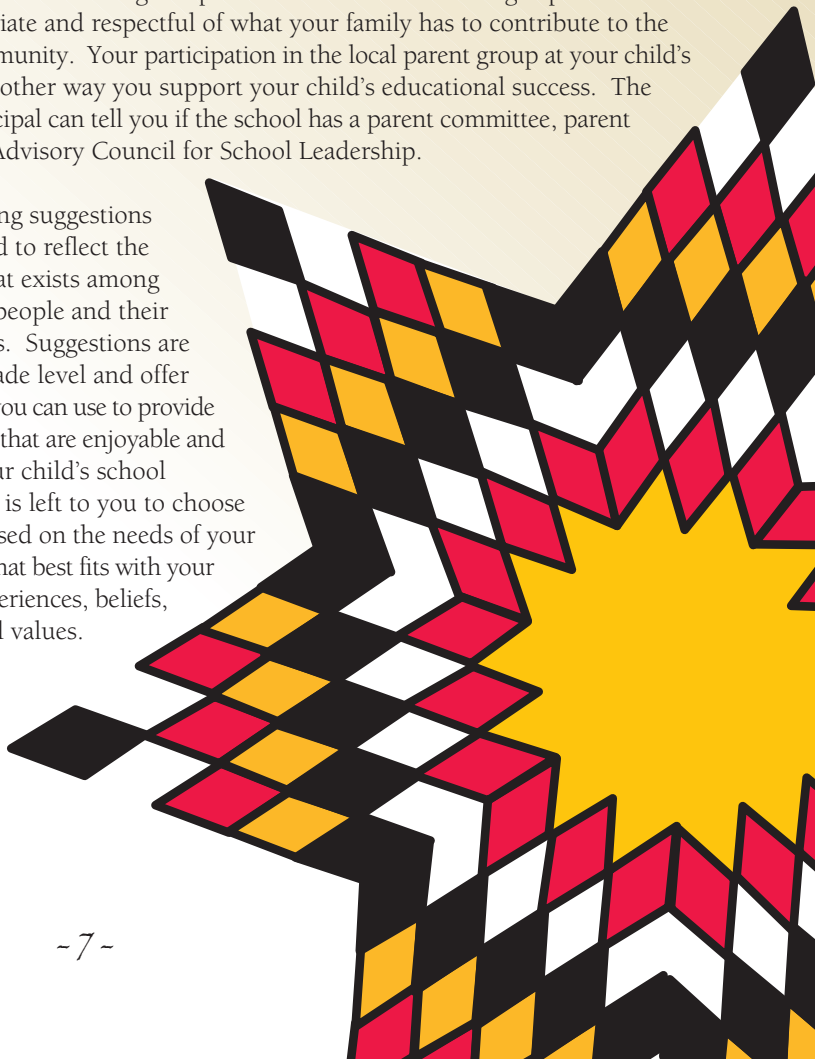 iate and respectful of what your family has to contribute to the
munity.  Your participation in the local parent group at your child's
other way you support your child's educational success.  The
cipal can tell you if the school has a parent committee, parent
Advisory Council for School Leadership.
ng suggestions
d to reflect the
at exists among
people and their
s.  Suggestions are
ade level and offer
you can use to provide
that are enjoyable and
ur child's school
is left to you to choose
sed on the needs of your
hat best fits with your
eriences, beliefs,
l values.
~7~